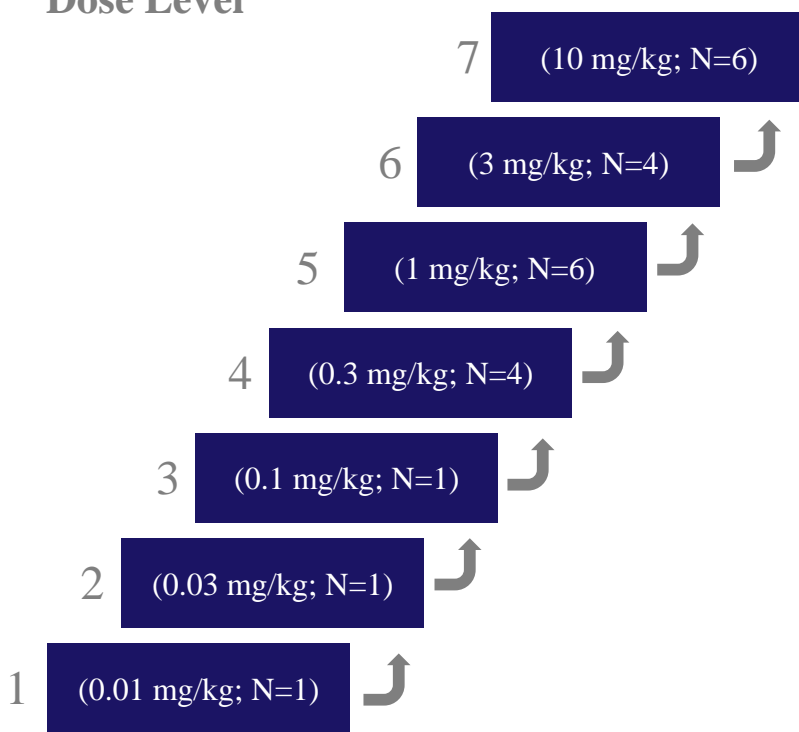 Dose Level
7 (10 mg/kg; N=6)
6 (3 mg/kg; N=4)
5 (1 mg/kg; N=6)
4 (0.3 mg/kg; N=4)
3 (0.1 mg/kg; N=1)
2 (0.03 mg/kg; N=1)
1 (0.01 mg/kg; N=1)